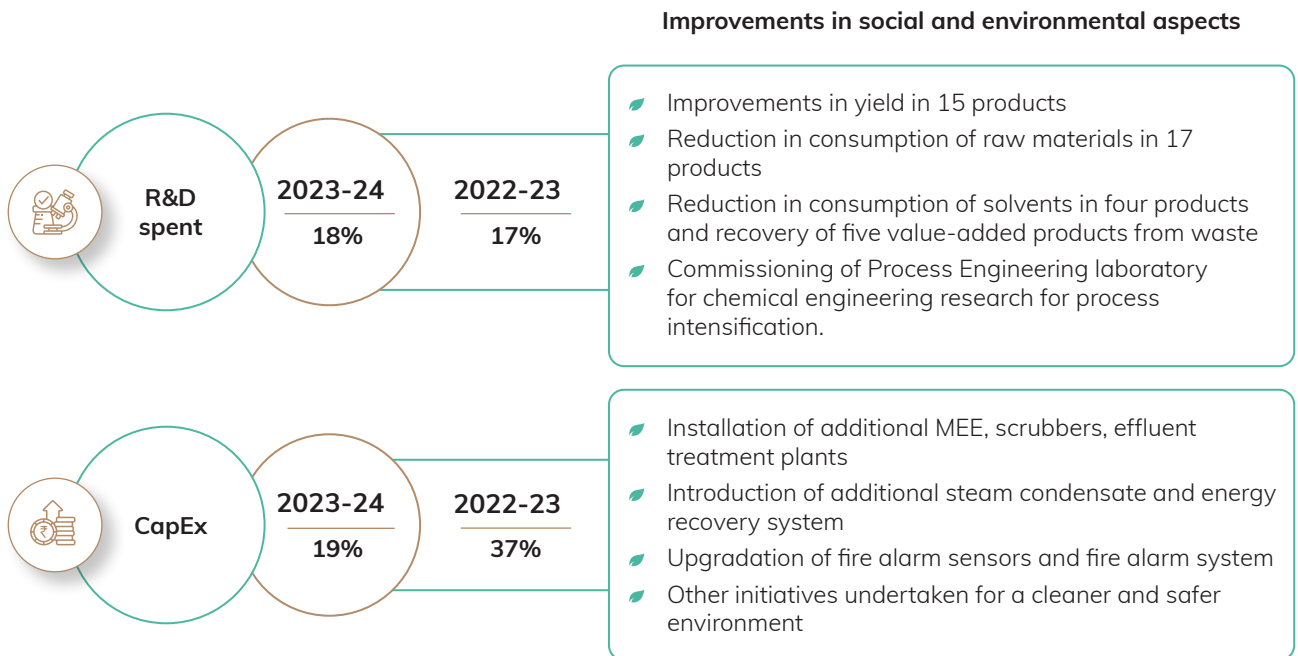 Improvements in social and environmental aspects
R&D
spent
2023-24
18%
2022-23
17%
Improvements in yield in 15 products
Reduction in consumption of raw materials in 17
products
Reduction in consumption of solvents in four products
and recovery of five value-added products from waste
Commissioning of Process Engineering laboratory
for chemical engineering research for process
intensification.
CapEx
2023-24
19%
2022-23
37%
Installation of additional MEE, scrubbers, effluent
treatment plants
Introduction of additional steam condensate and energy
recovery system
Upgradation of fire alarm sensors and fire alarm system
Other initiatives undertaken for a cleaner and safer
environment